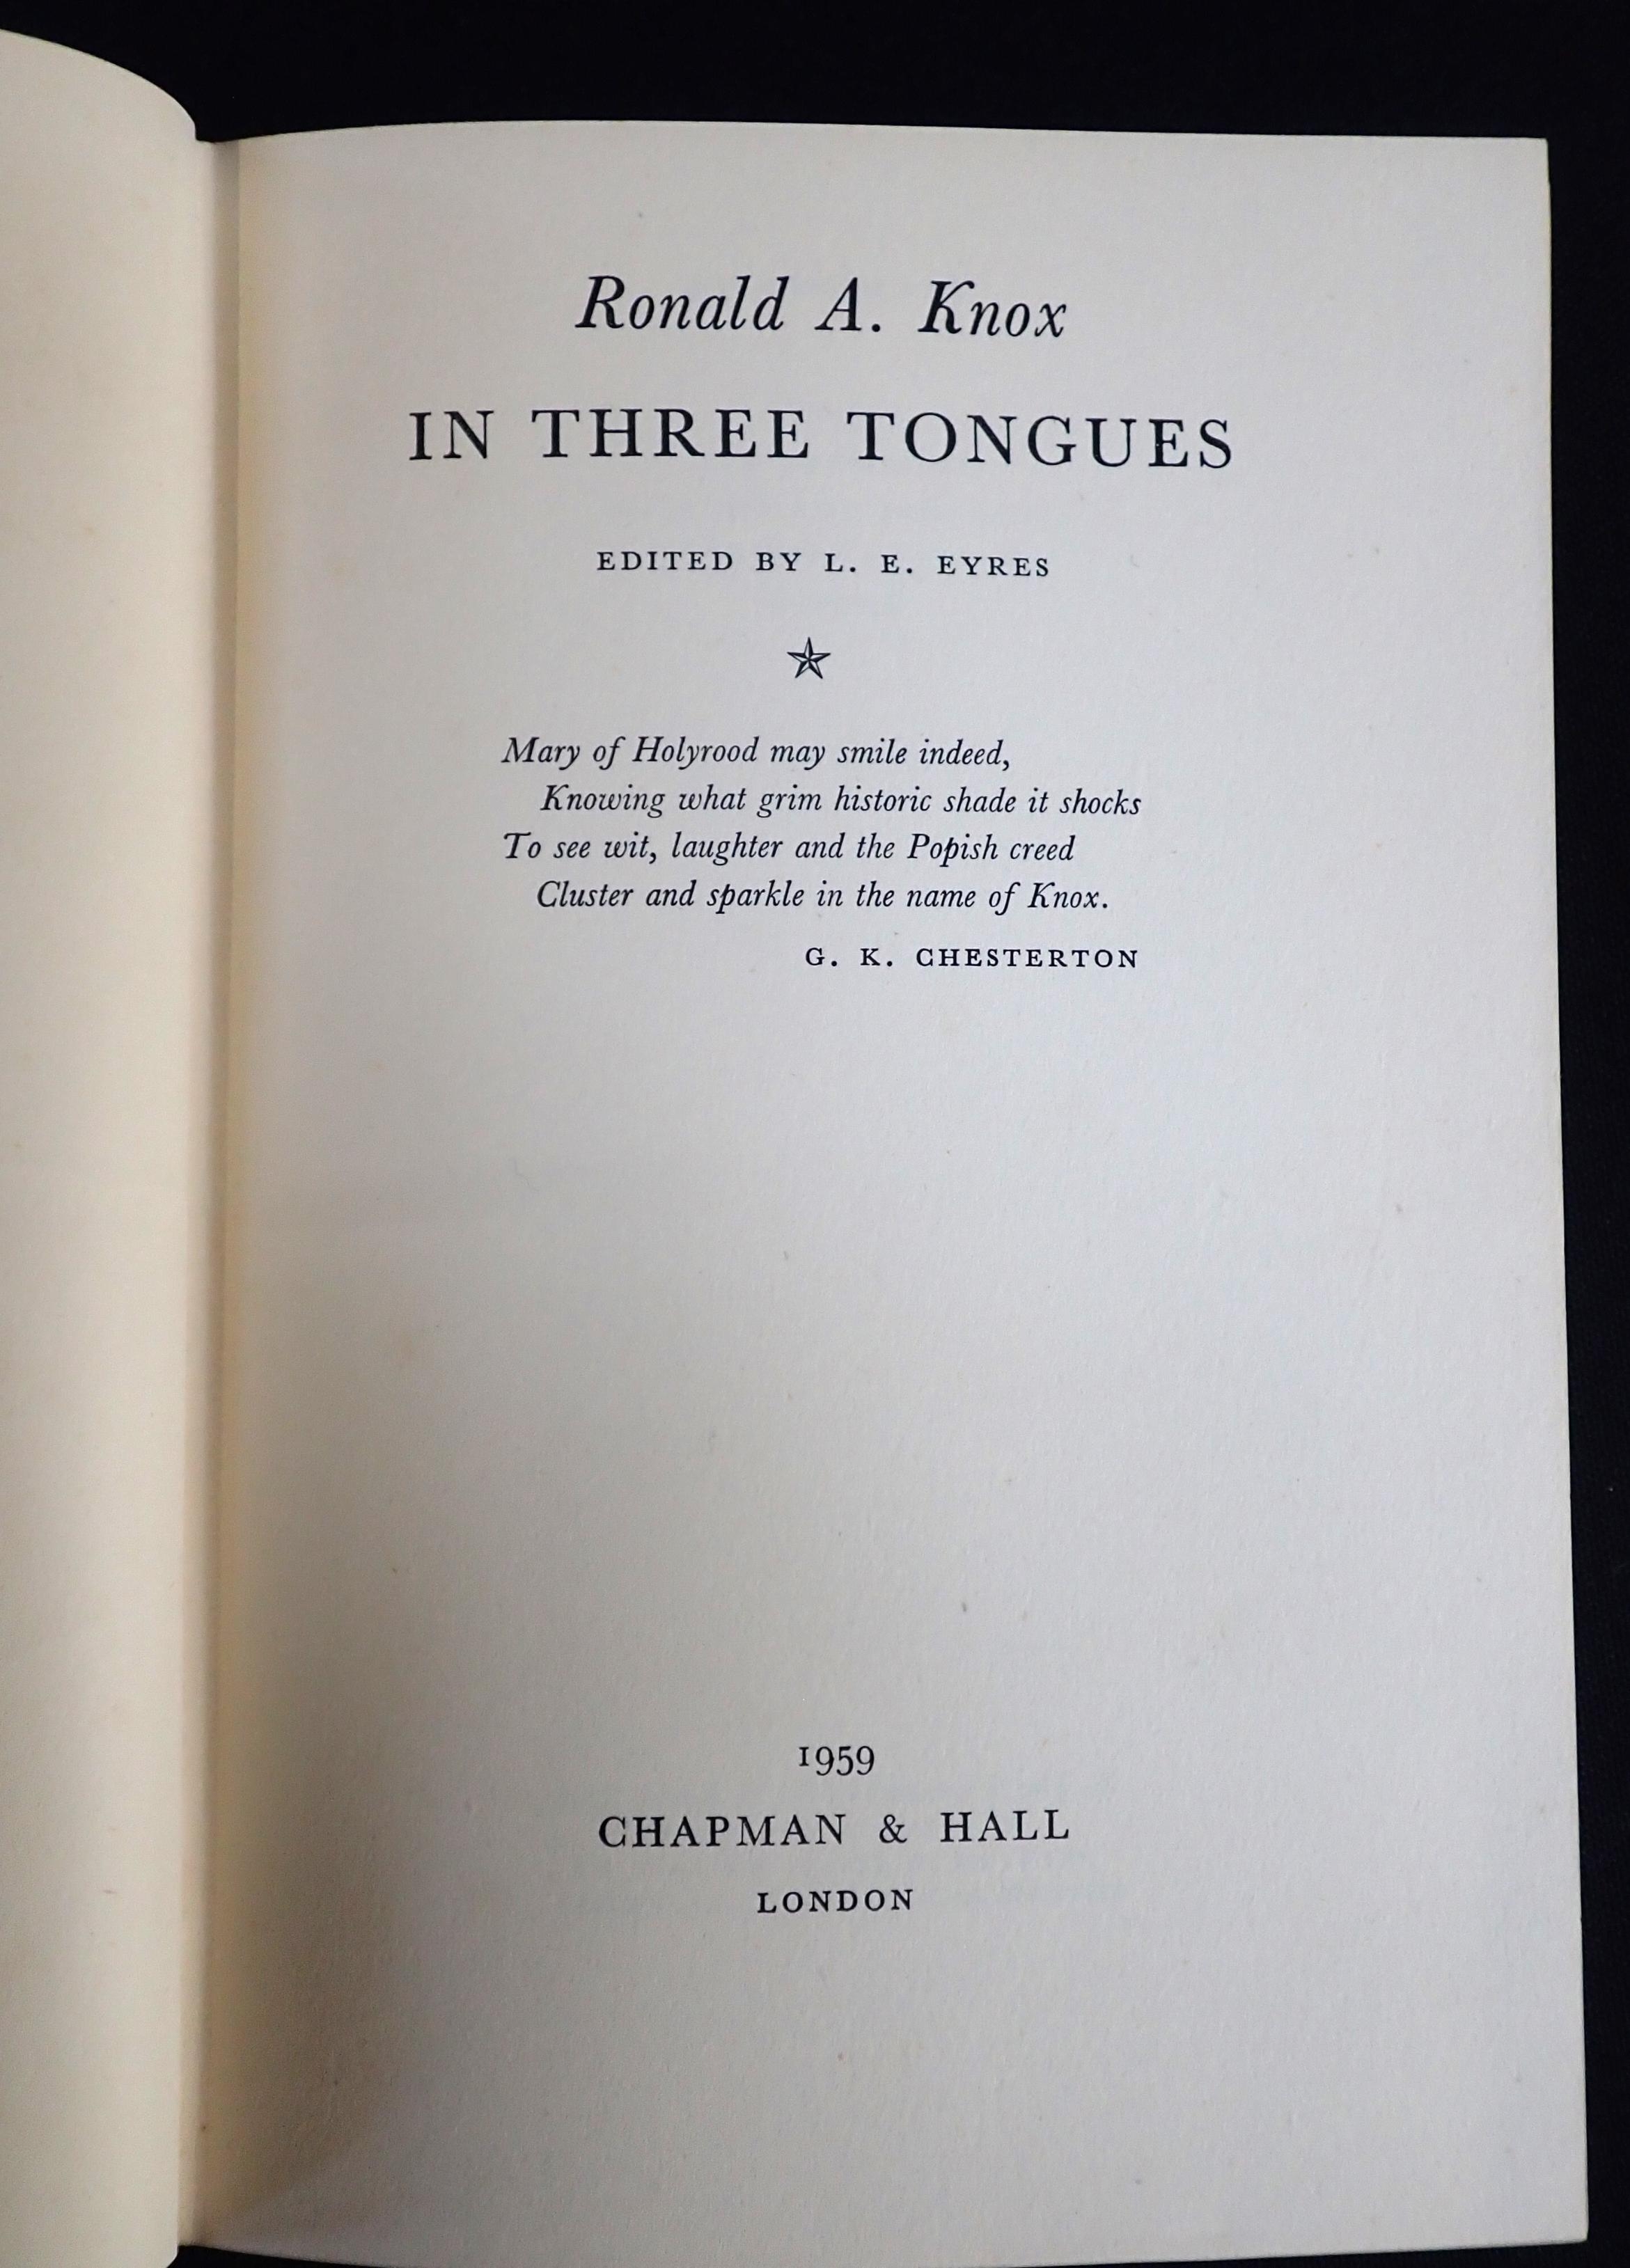 Ronald A. Knox
IN THREE TONGUES
EDITED BY L. E. EYRES
Mary of Holyrood may smile indeed,
Knowing what grim historic shade it shocks
To see wit, laughter and the Popish creed
Cluster and sparkle in the name of Knox.
G. K. CHESTERTON
1959
CHAPMAN & HALL
LONDON